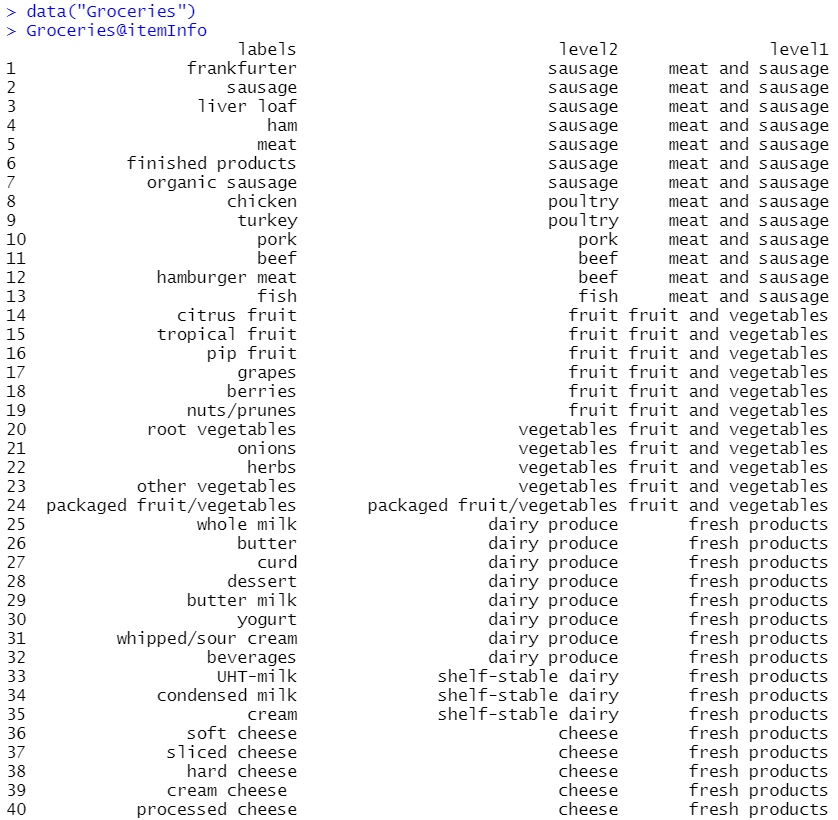 > data("Groceries")
> Groceries@itemInfo
labels level2 level1
1 frankfurter sausage meat and sausage
2 sausage sausage meat and sausage
3 liver loaf sausage meat and sausage
4 ham sausage meat and sausage
5 meat sausage meat and sausage
6 finished products sausage meat and sausage
7 organic sausage sausage meat and sausage
8 chicken poultry meat and sausage
9 turkey poultry meat and sausage
10 pork pork meat and sausage
11 beef beef meat and sausage
12 hamburger meat beef meat and sausage
13 fish fish meat and sausage
14 citrus fruit fruit fruit and vegetables
15 tropical fruit fruit fruit and vegetables
16 pip fruit fruit fruit and vegetables
17 grapes fruit fruit and vegetables
18 berries fruit fruit and vegetables
19 nuts/prunes fruit fruit and vegetables
20 root vegetables vegetables fruit and vegetables
21 onions vegetables fruit and vegetables
22 herbs vegetables fruit and vegetables
23 other vegetables vegetables fruit and vegetables
24 packaged fruit/vegetables packaged fruit/vegetables fruit and vegetables
25 whole milk dairy produce fresh products
26 butter dairy produce fresh products
27 curd dairy produce fresh products
28 dessert dairy produce fresh products
29 butter milk dairy produce fresh products
30 yogurt dairy produce fresh products
31 whipped/sour cream dairy produce fresh products
32 beverages dairy produce fresh products
33 UHT-milk shelf-stable dairy fresh products
34 condensed milk shelf-stable dairy fresh products
35 cream shelf-stable dairy fresh products
36 soft cheese cheese fresh products
37 sliced cheese cheese fresh products
38 hard cheese cheese fresh products
39 cream cheese cheese fresh products
40 processed cheese cheese fresh products